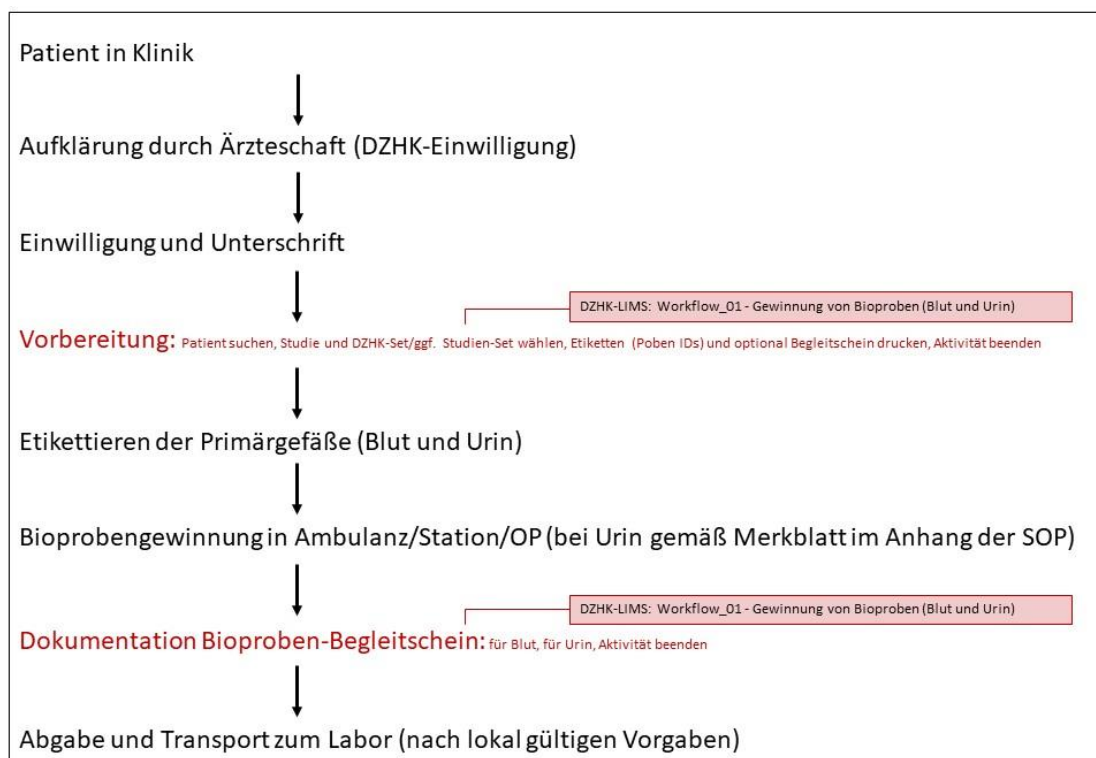 Patient in Klinik
Aufklärung durch Ärzteschaft (DZHK-Einwilligung)
Einwilligung und Unterschrift
DZHK-LIMS: Workflow_01 - Gewinnung von Bioproben (Blut und Urin)
Vorbereitung: Patient suchen, Studie und DZHK-Set/ggf. Studien-Set wählen, Etiketten (Poben IDs) und optional Begleitschein drucken, Aktivität beenden
Etikettieren der Primärgefäße (Blut und Urin)
Bioprobengewinnung in Ambulanz/Station/OP (bei Urin gemäß Merkblatt im Anhang der SOP)
DZHK-LIMS: Workflow_01 - Gewinnung von Bioproben (Blut und Urin)
Dokumentation Bioproben-Begleitschein: für Blut, für Urin, Aktivität beenden
Abgabe und Transport zum Labor (nach lokal gültigen Vorgaben)